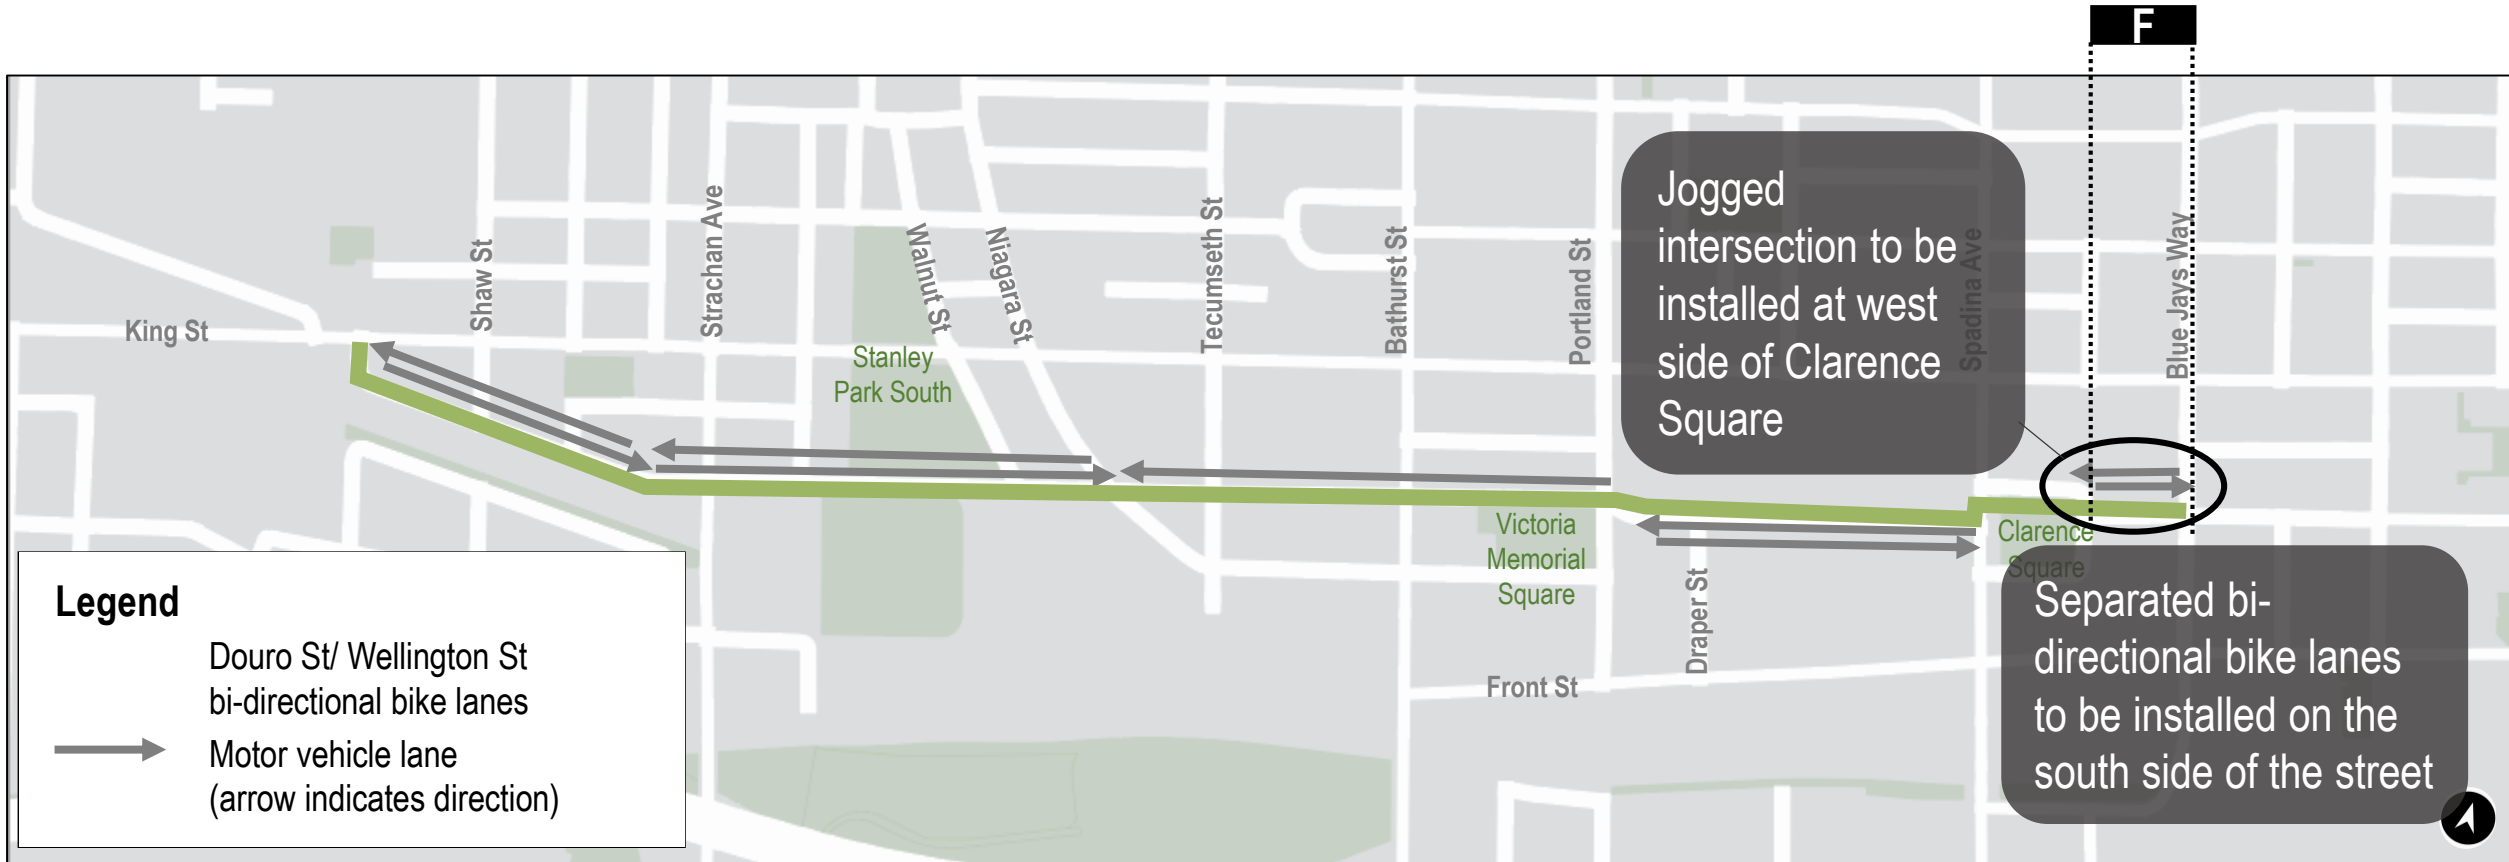 F
Jogged
intersection to be
installed at west
side of Clarence
Square
King St
Shaw St
Strachan Ave
Walnut St
Niagara St
Tecumseth St
Bathurst St
Portland St
Spadina Ave
Blue Jays Way
Stanley
Park South
Victoria
Memorial
Square
Draper St
Front St
Clarence
Square
Separated bi-
directional bike lanes
to be installed on the
south side of the street
Legend
Douro St/ Wellington St
bi-directional bike lanes
Motor vehicle lane
(arrow indicates direction)